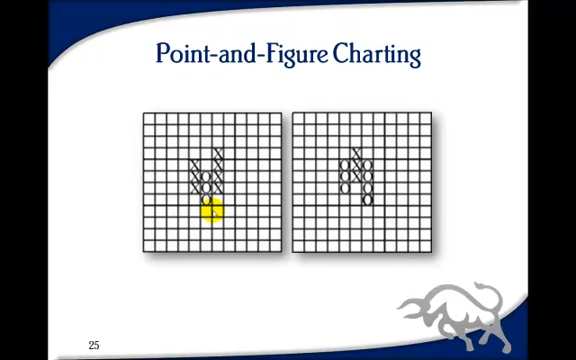 Point-and-Figure Charting
X
X X
X O X
X O X
O
X
O X O
O X O
O O
O
25